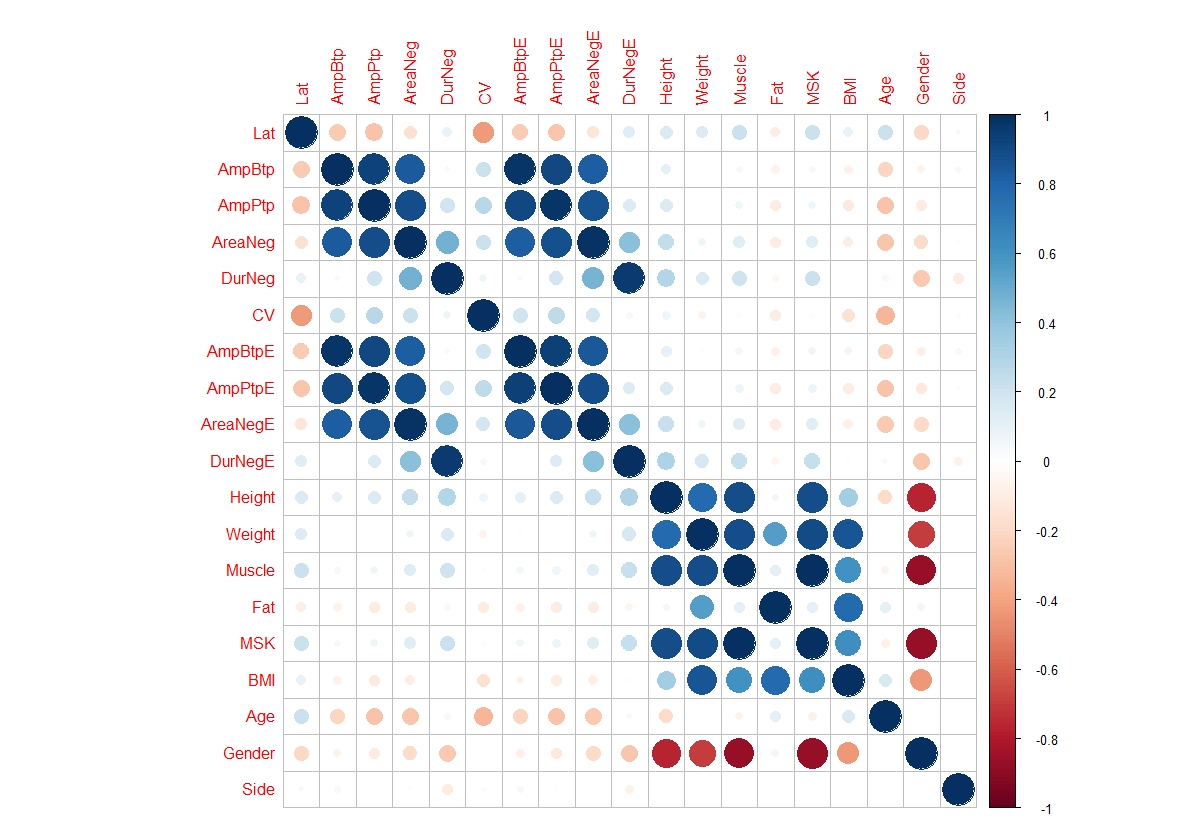 Lat
AmpBtp
AmpPtp
AreaNeg
DurNeg
CV
AmpBtpE
AmpPtpE
AreaNegE
DurNegE
Height
Weight
Muscle
Fat
MSK
BMI
Age
Gender
Side
Lat
AmpBtp
AmpPtp
AreaNeg
DurNeg
CV
AmpBtpE
AmpPtpE
AreaNegE
DurNegE
Height
Weight
Muscle
Fat
MSK
BMI
Age
Gender
Side
1
0.8
0.6
0.4
0.2
0
-0.2
-0.4
-0.6
-0.8
-1